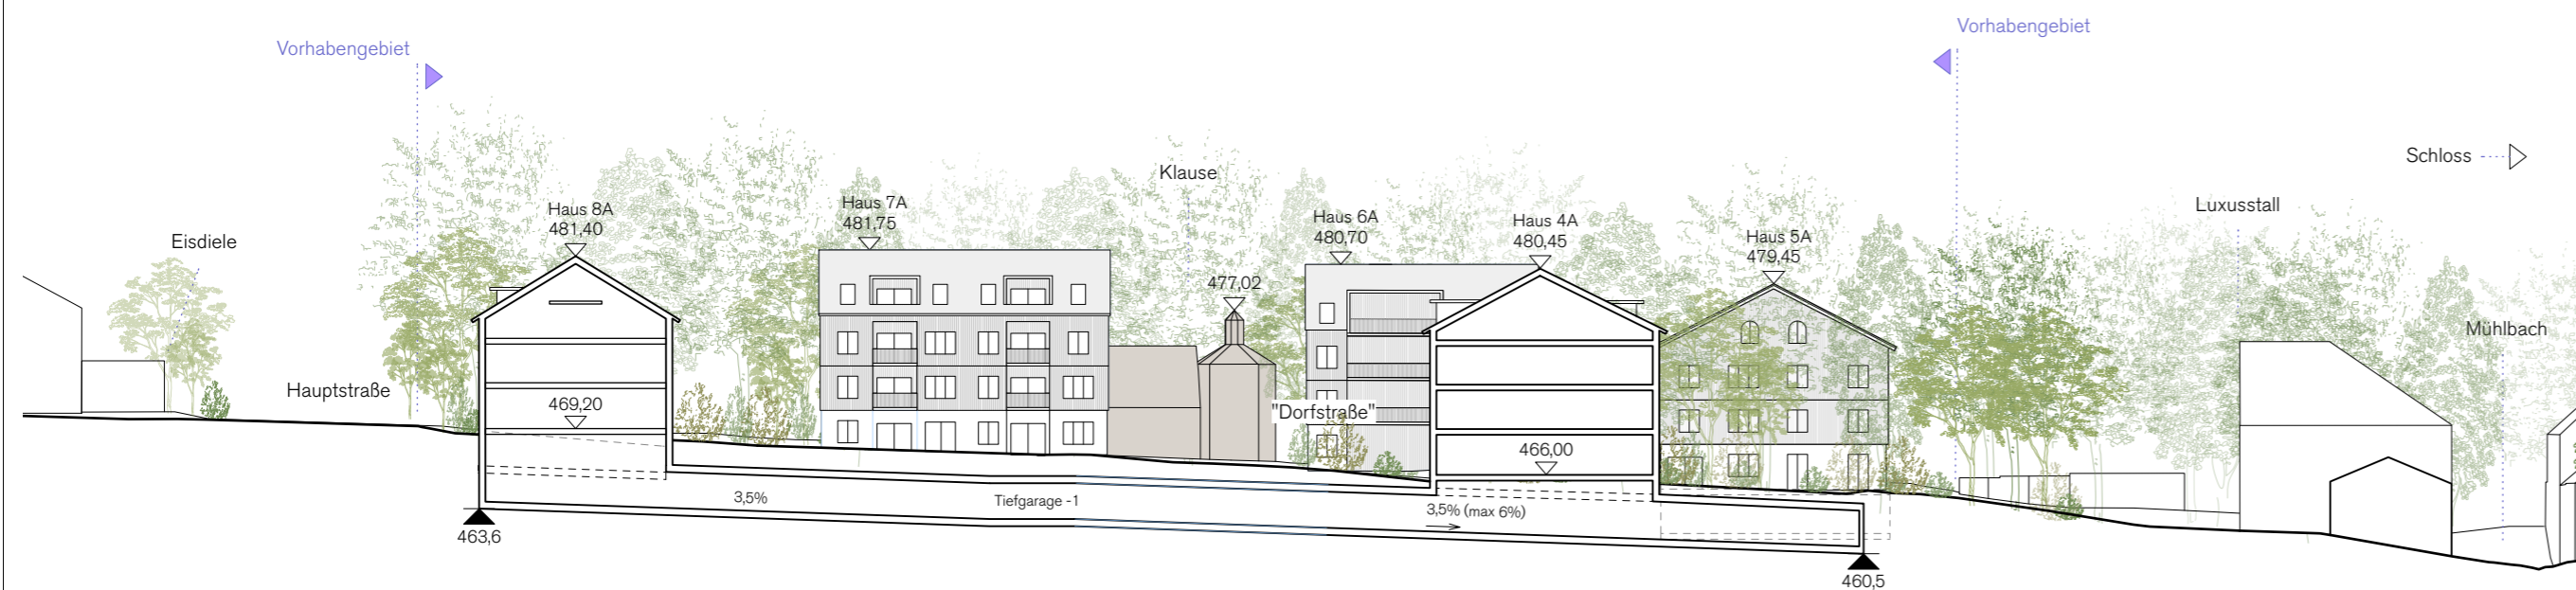 Vorhabengebiet
Vorhabengebiet
Schloss
Klause
Luxusstall
Haus 8A
481,40
Haus 7A
481,75
Haus 6A
480,70
Haus 4A
480,45
Haus 5A
479,45
Eisdiele
477,02
Mühlbach
Hauptstraße
469,20
"Dorfstraße"
466,00
3,5%
Tiefgarage -1
3,5% (max 6%)
463,6
460,5